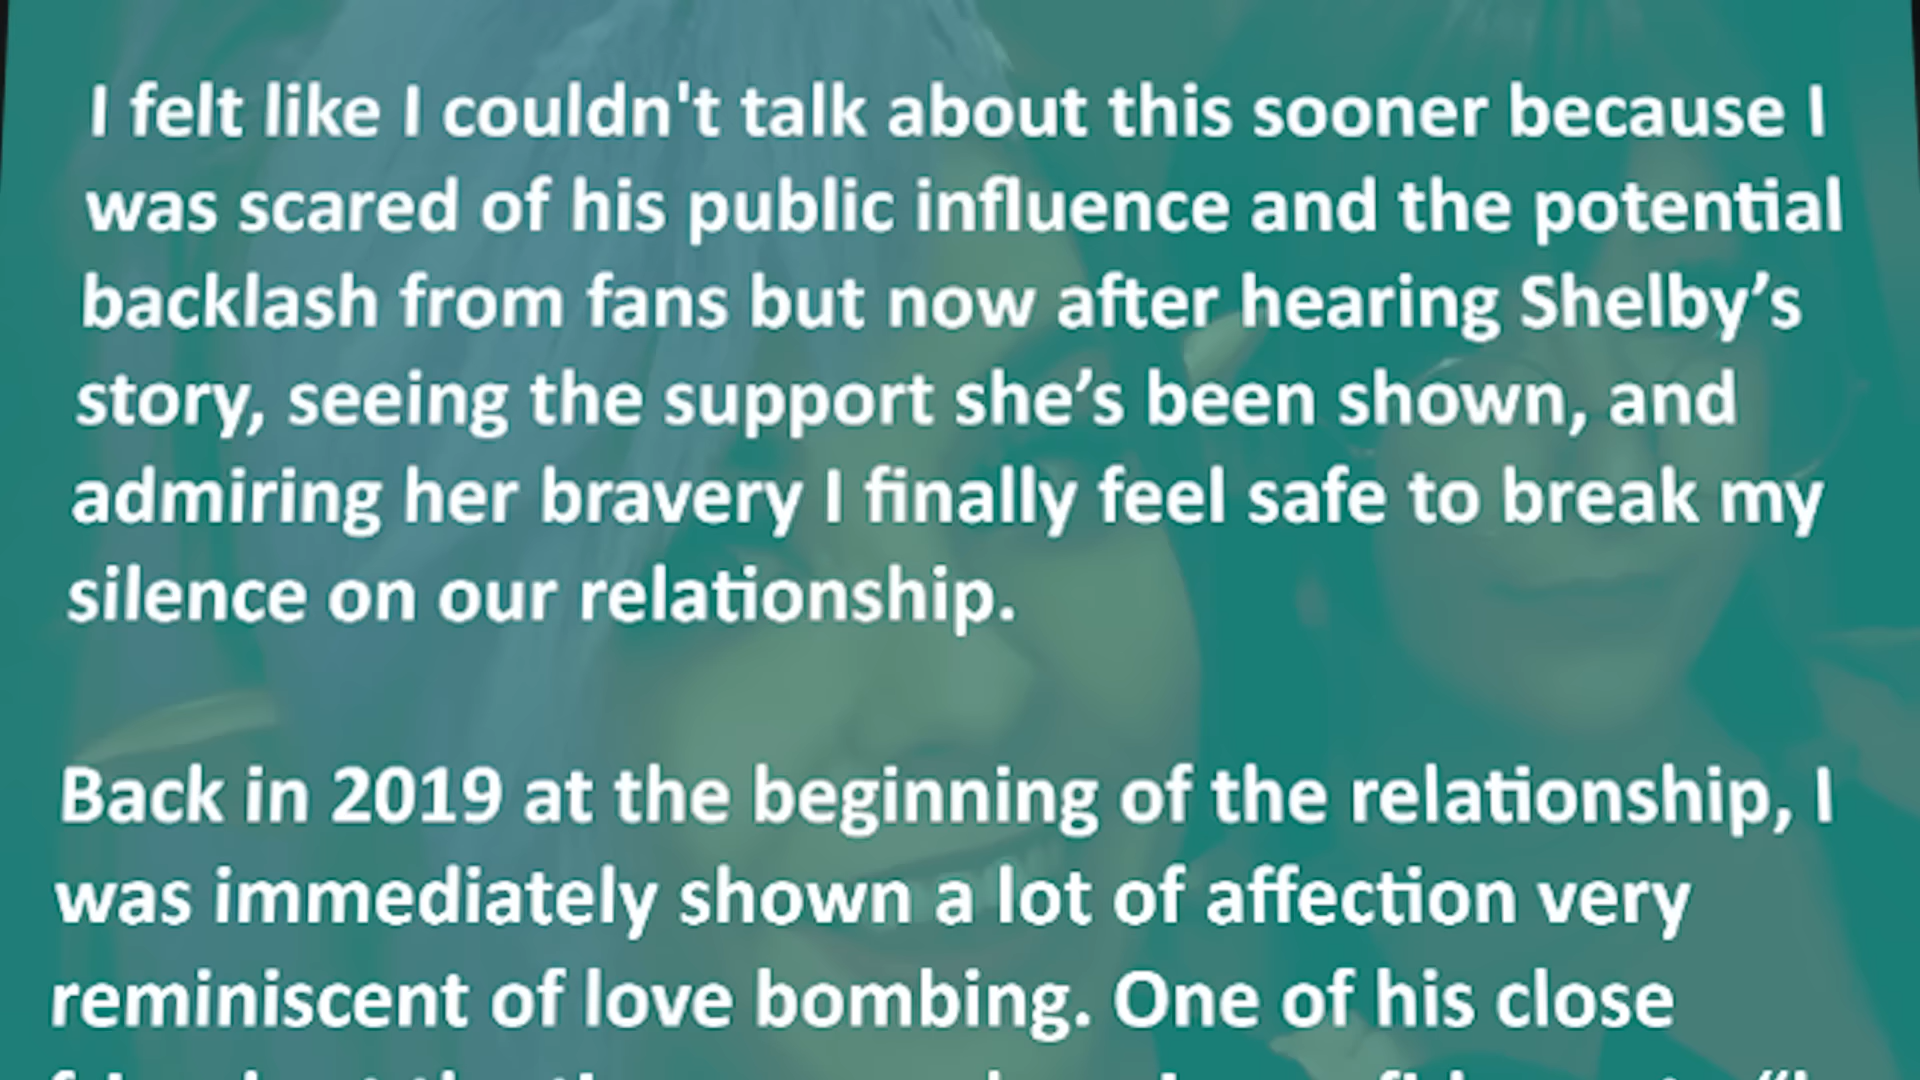 I felt like I couldn't talk about this sooner because I
was scared of his public influence and the potential
backlash from fans but now after hearing Shelby’s
story, seeing the support she’s been shown, and
admiring her bravery I finally feel safe to break my
silence on our relationship.
Back in 2019 at the beginning of the relationship, I
was immediately shown a lot of affection very
reminiscent of love bombing. One of his close